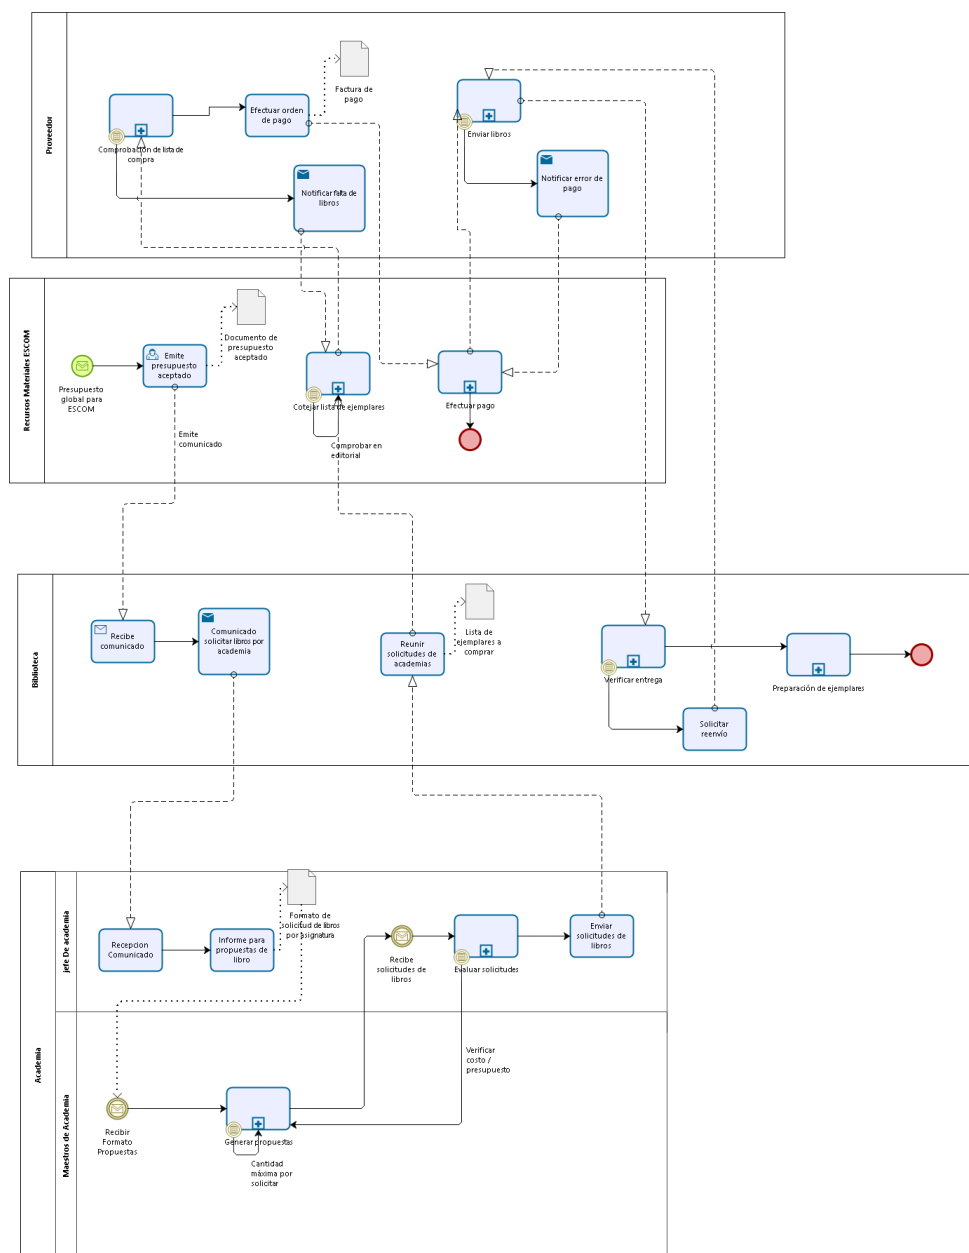 Proveedor
Comprobación de lista de
compra
Efectuar orden
de pago
Factura de
pago
Notificar falta de
libros
Enviar libros
Notificar error de
pago
Recursos Materiales ESCOM
Presupuesto
global para
ESCOM
Emite
presupuesto
aceptado
Documento de
presupuesto
aceptado
Emite
comunicado
Cotejar lista de ejemplares
Comprobar en
editorial
Efectuar pago
Biblioteca
Recibe
comunicado
Comunicado
solicitar libros por
academia
Reunir
solicitudes de
academias
Lista de
ejemplares a
comprar
Verificar entrega
Solicitar
reenvío
Preparación de ejemplares
Academia
jefe De academia
Recepcion
Comunicado
Informe para
propuestas de
libro
Formato de
solicitud de libros
por asignatura
Recibe
solicitudes de
libros
Evaluar solicitudes
Enviar
solicitudes de
libros
Maestros de Academia
Verificar
costo /
presupuesto
Recibir
Formato
Propuestas
Generar propuestas
Cantidad
máxima por
solicitar